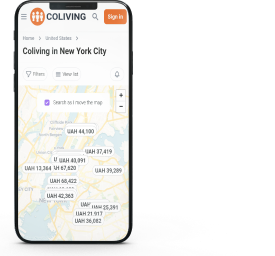 COLIVING
Sign in
Home > United States >
Coliving in New York City
Filters
New list
Search as I move the map
+
−
UAH 44,100
UAH 37,419
UAH 40,091
UAH 13,364
UAH 67,620
UAH 39,289
UAH 68,422
UAH 42,363
UAH 25,391
UAH 21,917
UAH 36,082